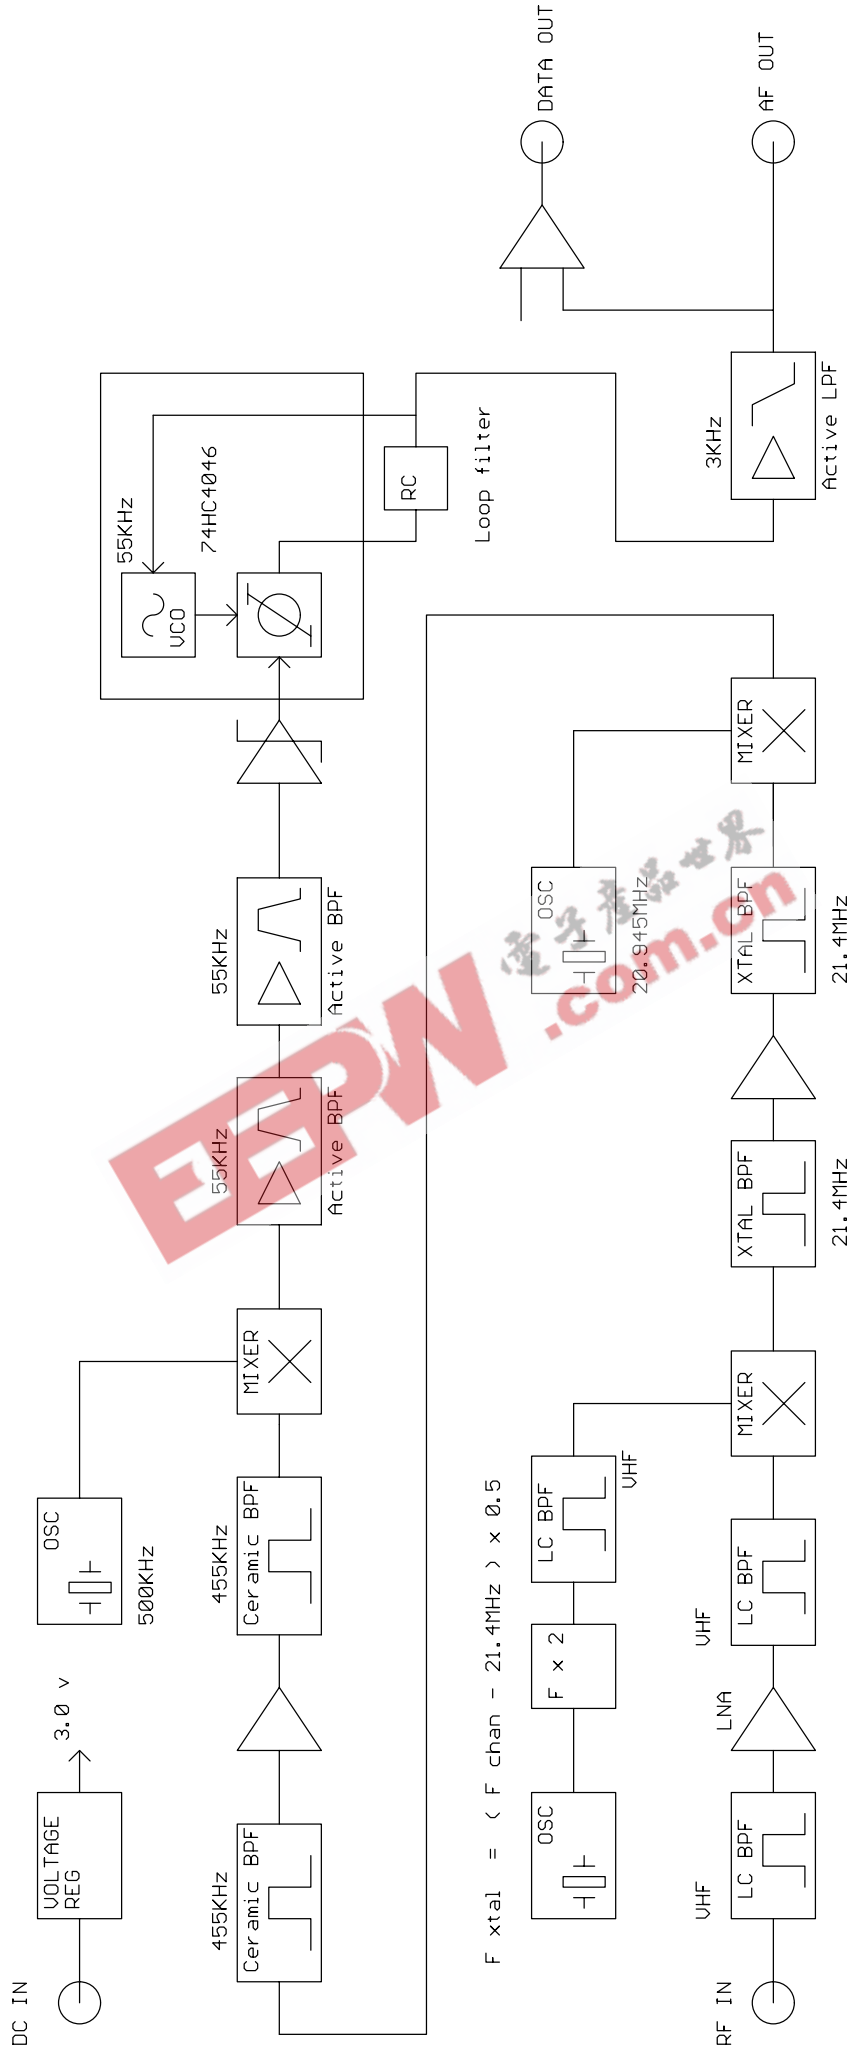 DC IN
VOLTAGE
REG
3.0 v
OSC
500KHz
455KHz
Ceramic BPF
455KHz
Ceramic BPF
MIXER
55KHz
Active BPF
55KHz
Active BPF
55KHz
VCO
74HC4046
RC
Loop filter
F xtal = ( F chan - 21.4MHz ) x 0.5
OSC
F x 2
LC BPF
VHF
OSC
20.945MHz
DATA OUT
RF IN
VHF
LC BPF
LNA
VHF
LC BPF
MIXER
XTAL BPF
21.4MHz
XTAL BPF
21.4MHz
MIXER
3KHz
Active LPF
AF OUT
EEPW
.com.cn
電子產品世界